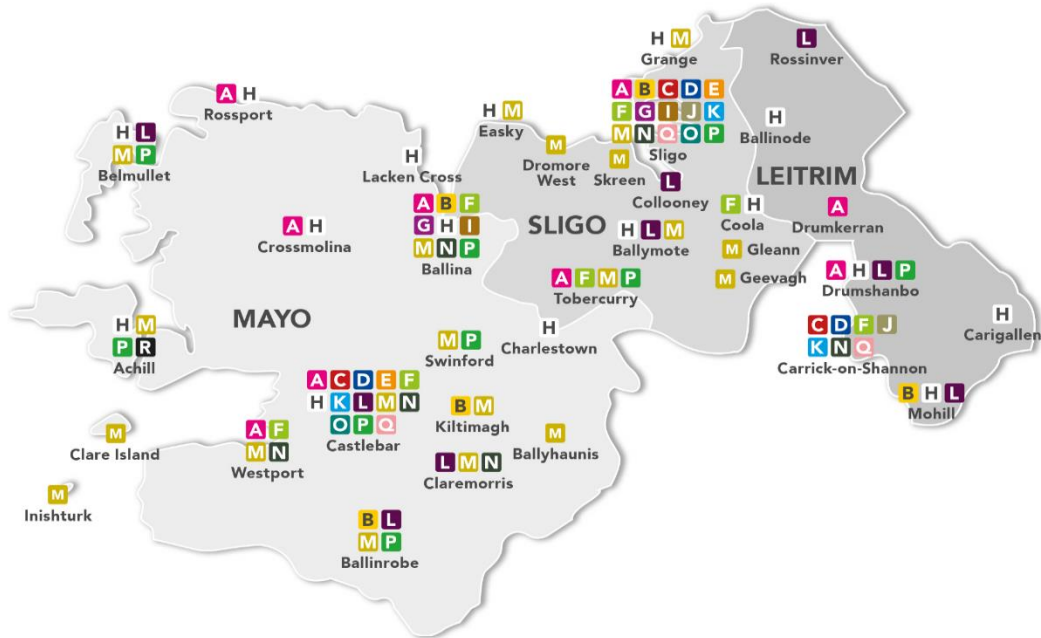 H M
Grange
L
Rossinver
A H
Rossport
A B C D E
F G I J K
M N Q O P
Sligo
H M
Easky
M
Dromore
West
M
Skreen
H
Ballinode
H L
M P
Belmullet
H
Lacken Cross
L
Collooney
LEITRIM
A B F
G H I
M N P
Ballina
SLIGO
F H
Coola
A
Drumkerran
A H
Crossmolina
H L M
Ballymote
M Gleann
M Geevagh
A F M P
Tobercurry
A H L P
Drumshanbo
MAYO
H M
P R
Achill
M P
Swinford
H
Charlestown
C D F J
K N Q
Carrick-on-Shannon
H
Carigallen
A C D E F
H K L M N
O P Q
Castlebar
B M
Kiltimagh
B H L
Mohill
M
Clare Island
A F
M N
Westport
M
Ballyhaunis
L M N
Claremorris
M
Inishturk
B L
M P
Ballinrobe